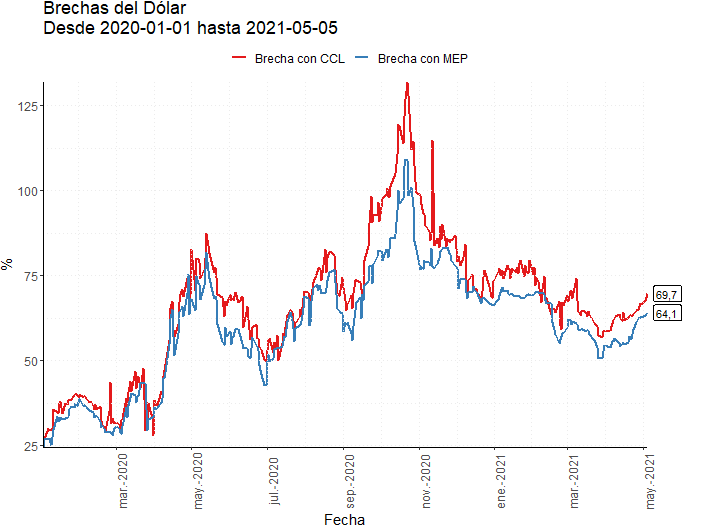 Brechas del Dólar
Desde 2020-01-01 hasta 2021-05-05
Brecha con CCL
Brecha con MEP
%
125
100
75
50
25
69,7
64,1
mar.-2020
may.-2020
jul.-2020
sep.-2020
nov.-2020
ene.-2021
mar.-2021
may.-2021
Fecha